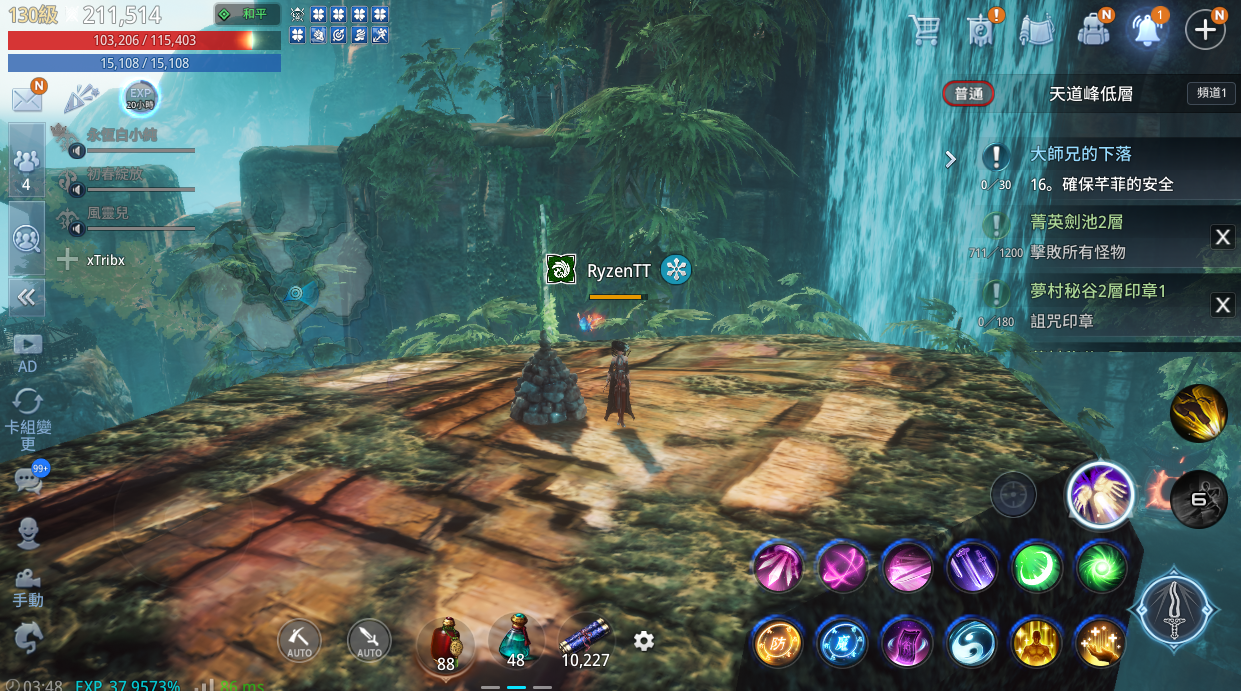 130級 211,514
和平
103,206 / 115,403
15,108 / 15,108
N
EXP
20小時
永恆白小純
4
初春綻放
風靈兒
xTribx
AD
卡組變
更
99+
手動
03:48 EXP 37.9573% 86 ms
RyzenTT
AUTO
AUTO
88
48
10,227
!
N
1
N
普通
天道峰低層
頻道1
!
大師兄的下落
0／30
16。確保芊菲的安全
!
菁英劍池2層
711／1200
擊敗所有怪物
X
!
夢村秘谷2層印章1
0／180
詛咒印章
X
6
防
魔